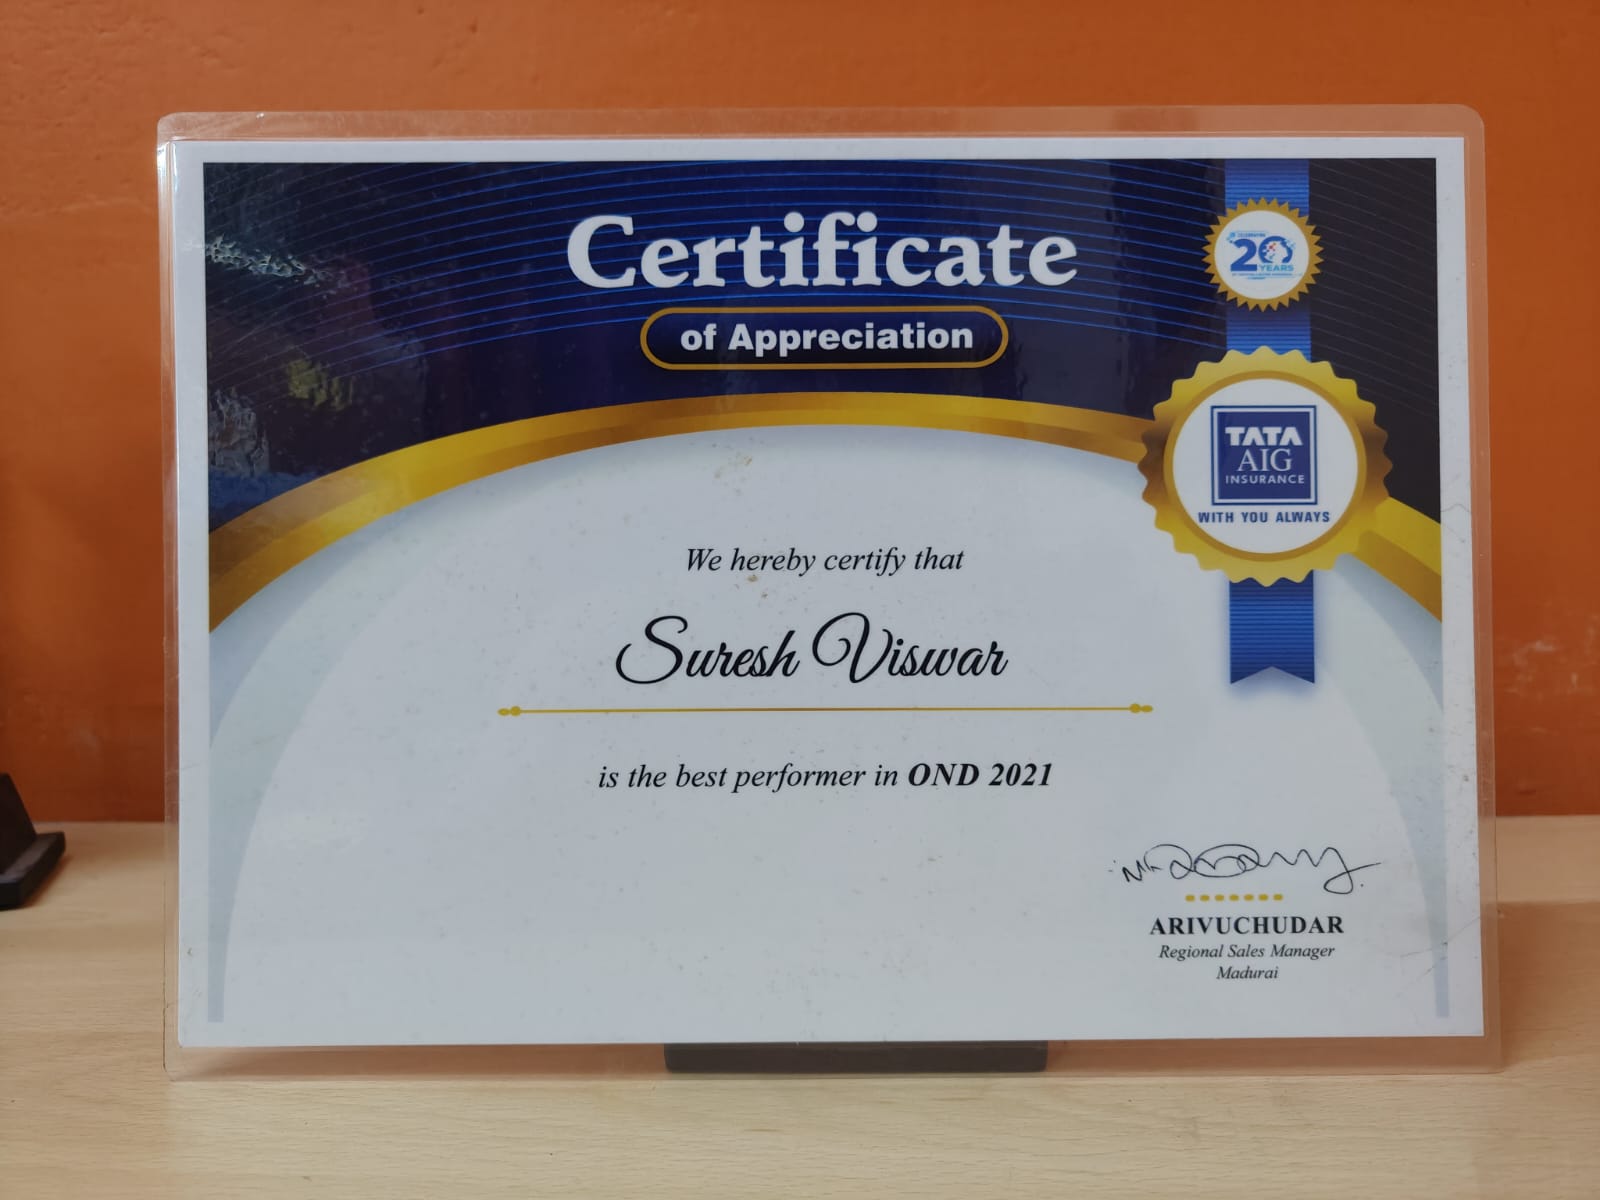 Certificate
of Appreciation
20
YEARS
TATA
AIG
INSURANCE
WITH YOU ALWAYS
We hereby certify that
Suresh Viswar
is the best performer in OND 2021
ARIVUCHUDAR
Regional Sales Manager
Madurai